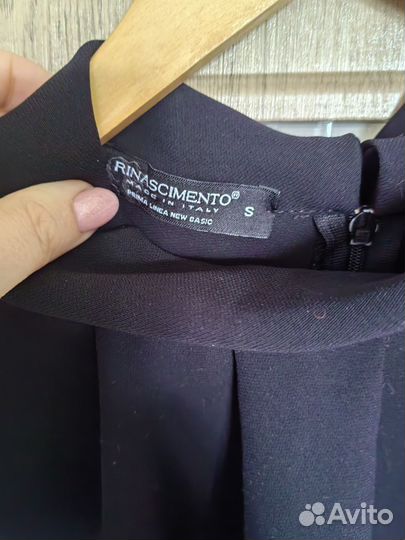 RINASCIMENTO®
MADE IN ITALY
PRIMA LINEA NEW BASIC
S
Avito